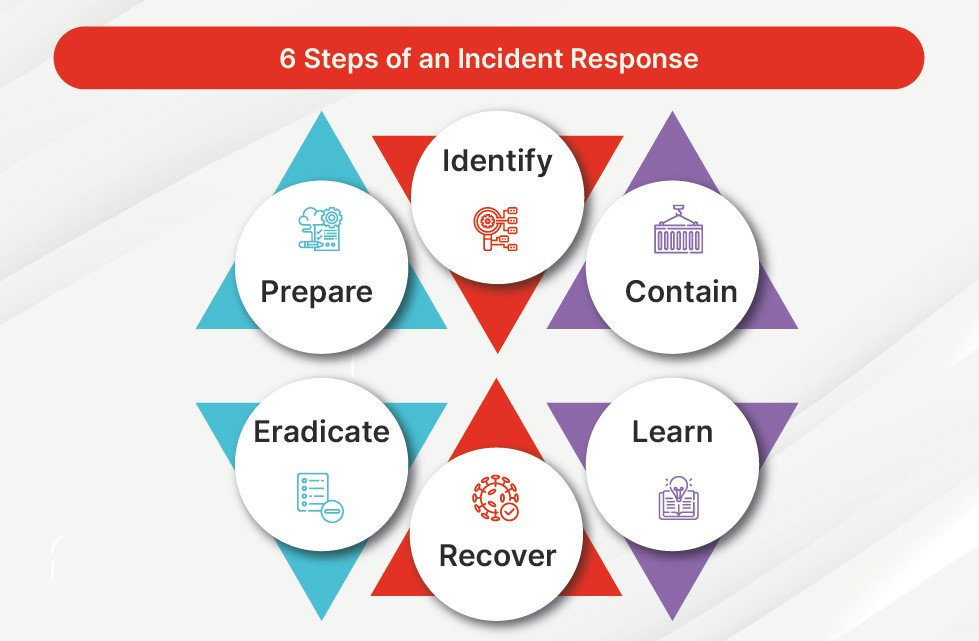 6 Steps of an Incident Response
Prepare
Identify
Contain
Eradicate
Recover
Learn